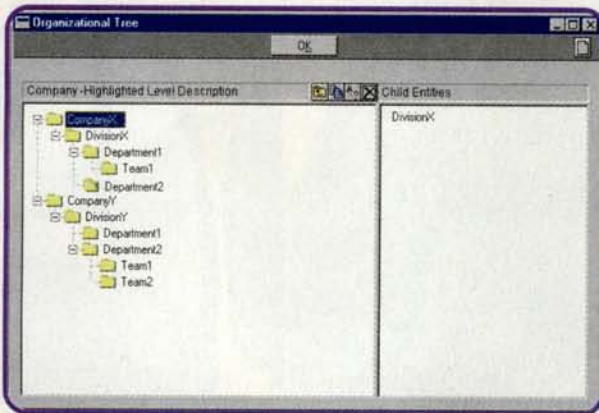 Organizational Tree
OK
Company -Highlighted Level Description
Child Entities
CompanyX
DivisionX
Department1
Team1
Department2
CompanyY
DivisionY
Department1
Department2
Team1
Team2
DivisionX